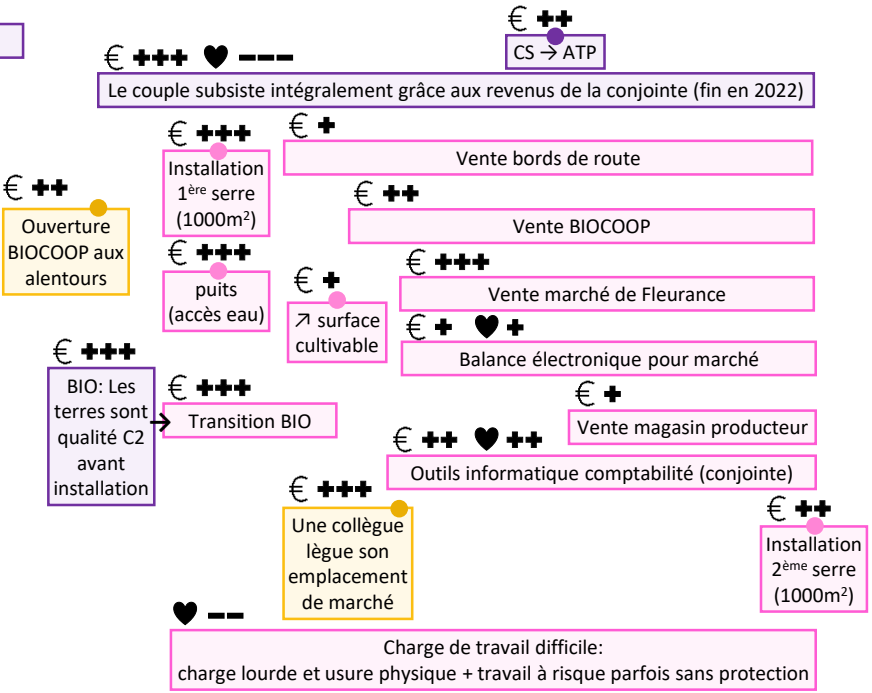 € ++
CS → ATP
€ +++ ♥ ---
Le couple subsiste intégralement grâce aux revenus de la conjointe (fin en 2022)
€ +++
Installation
1ère serre
(1000m²)
€ +
Vente bords de route
€ ++
Ouverture
BIOCOOP aux
alentours
€ ++
Vente BIOCOOP
€ +++
puits
(accès eau)
€ +
↗ surface
cultivable
€ +++
Vente marché de Fleurance
€ + ♥ +
Balance électronique pour marché
€ +++
BIO: Les
terres sont
qualité C2
avant
installation
→
€ +++
Transition BIO
€ +
Vente magasin producteur
€ ++ ♥ ++
Outils informatique comptabilité (conjointe)
€ +++
Une collègue
lègue son
emplacement
de marché
€ ++
Installation
2ème serre
(1000m²)
♥ --
Charge de travail difficile:
charge lourde et usure physique + travail à risque parfois sans protection